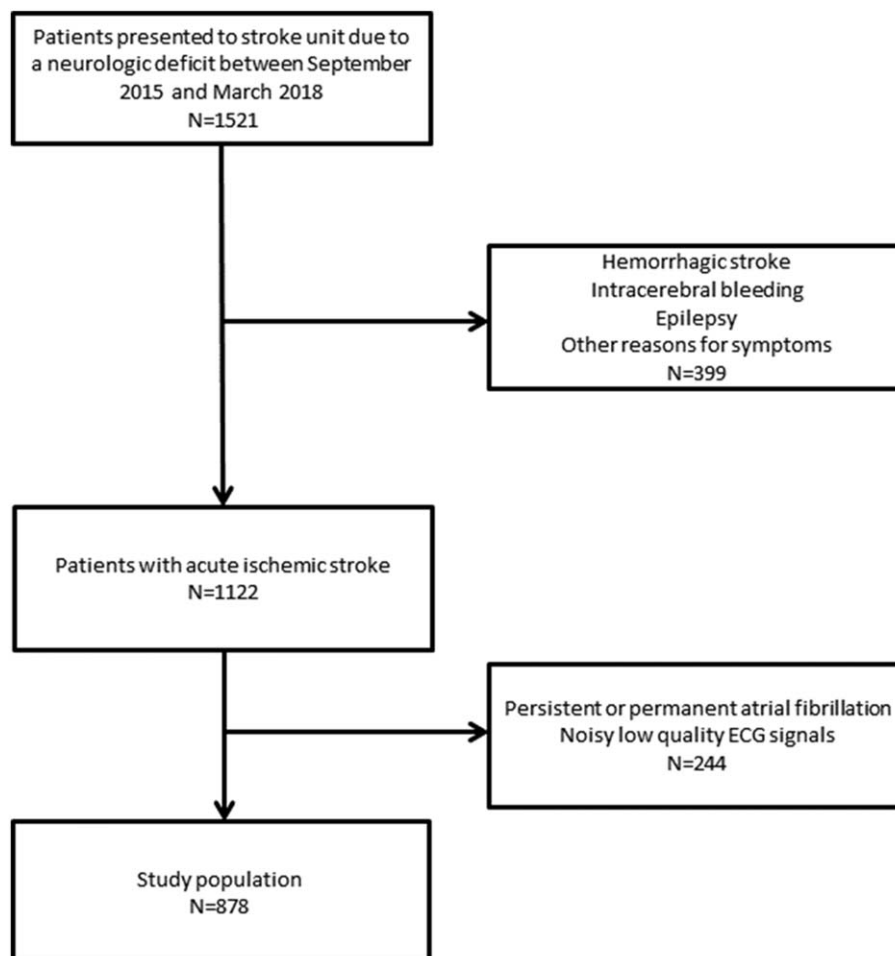 Patients presented to stroke unit due to
a neurologic deficit between September
2015 and March 2018
N=1521
Hemorrhagic stroke
Intracerebral bleeding
Epilepsy
Other reasons for symptoms
N=399
Patients with acute ischemic stroke
N=1122
Persistent or permanent atrial fibrillation
Noisy low quality ECG signals
N=244
Study population
N=878